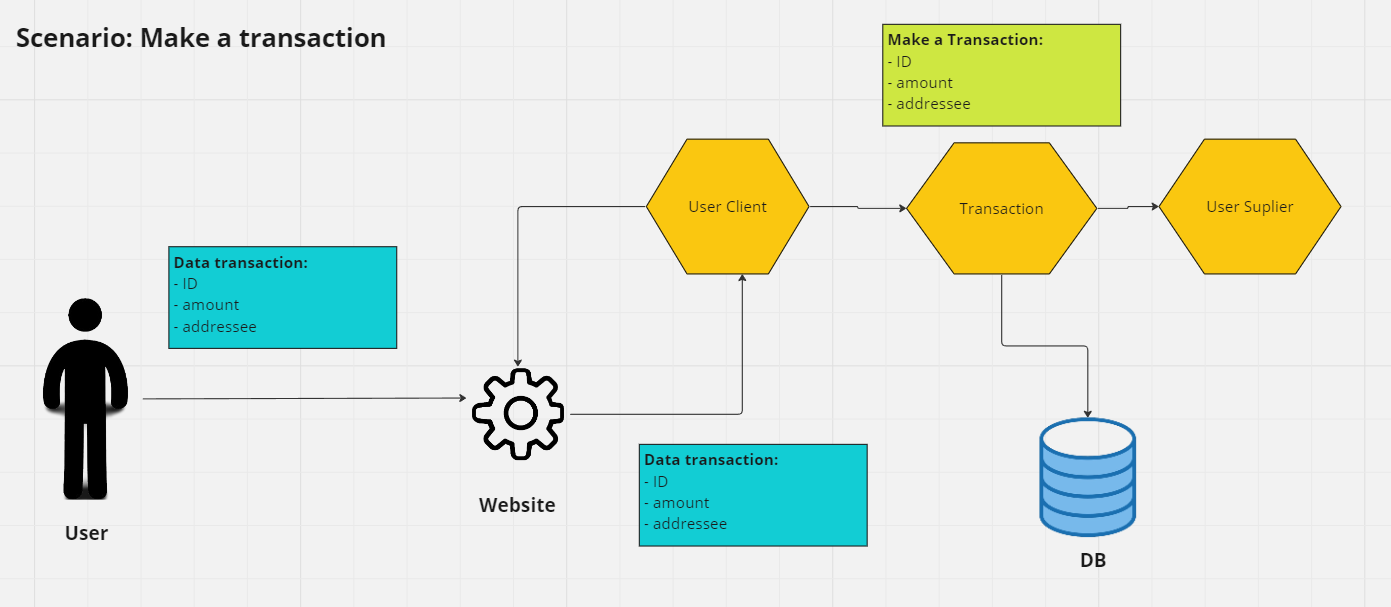 Scenario: Make a transaction
Make a Transaction:
- ID
- amount
- addressee
User Client
Transaction
User Suplier
Data transaction:
- ID
- amount
- addressee
Data transaction:
- ID
- amount
- addressee
Website
User
DB